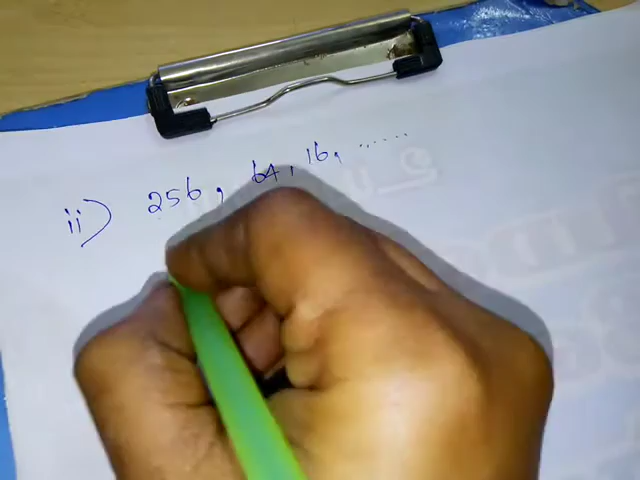 ii) 256, 64, 16, ......